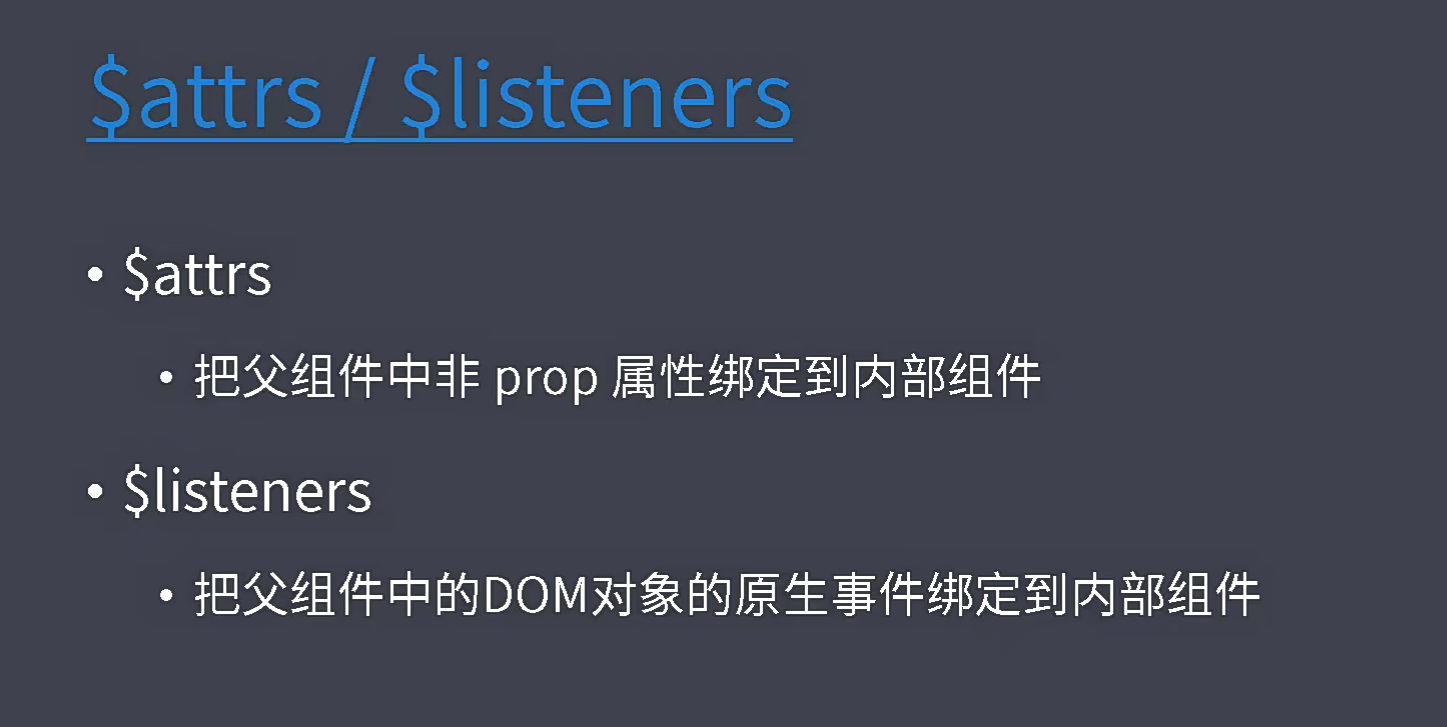 $attrs / $listeners
• $attrs
• 把父组件中非 prop 属性绑定到内部组件
• $listeners
• 把父组件中的DOM对象的原生事件绑定到内部组件